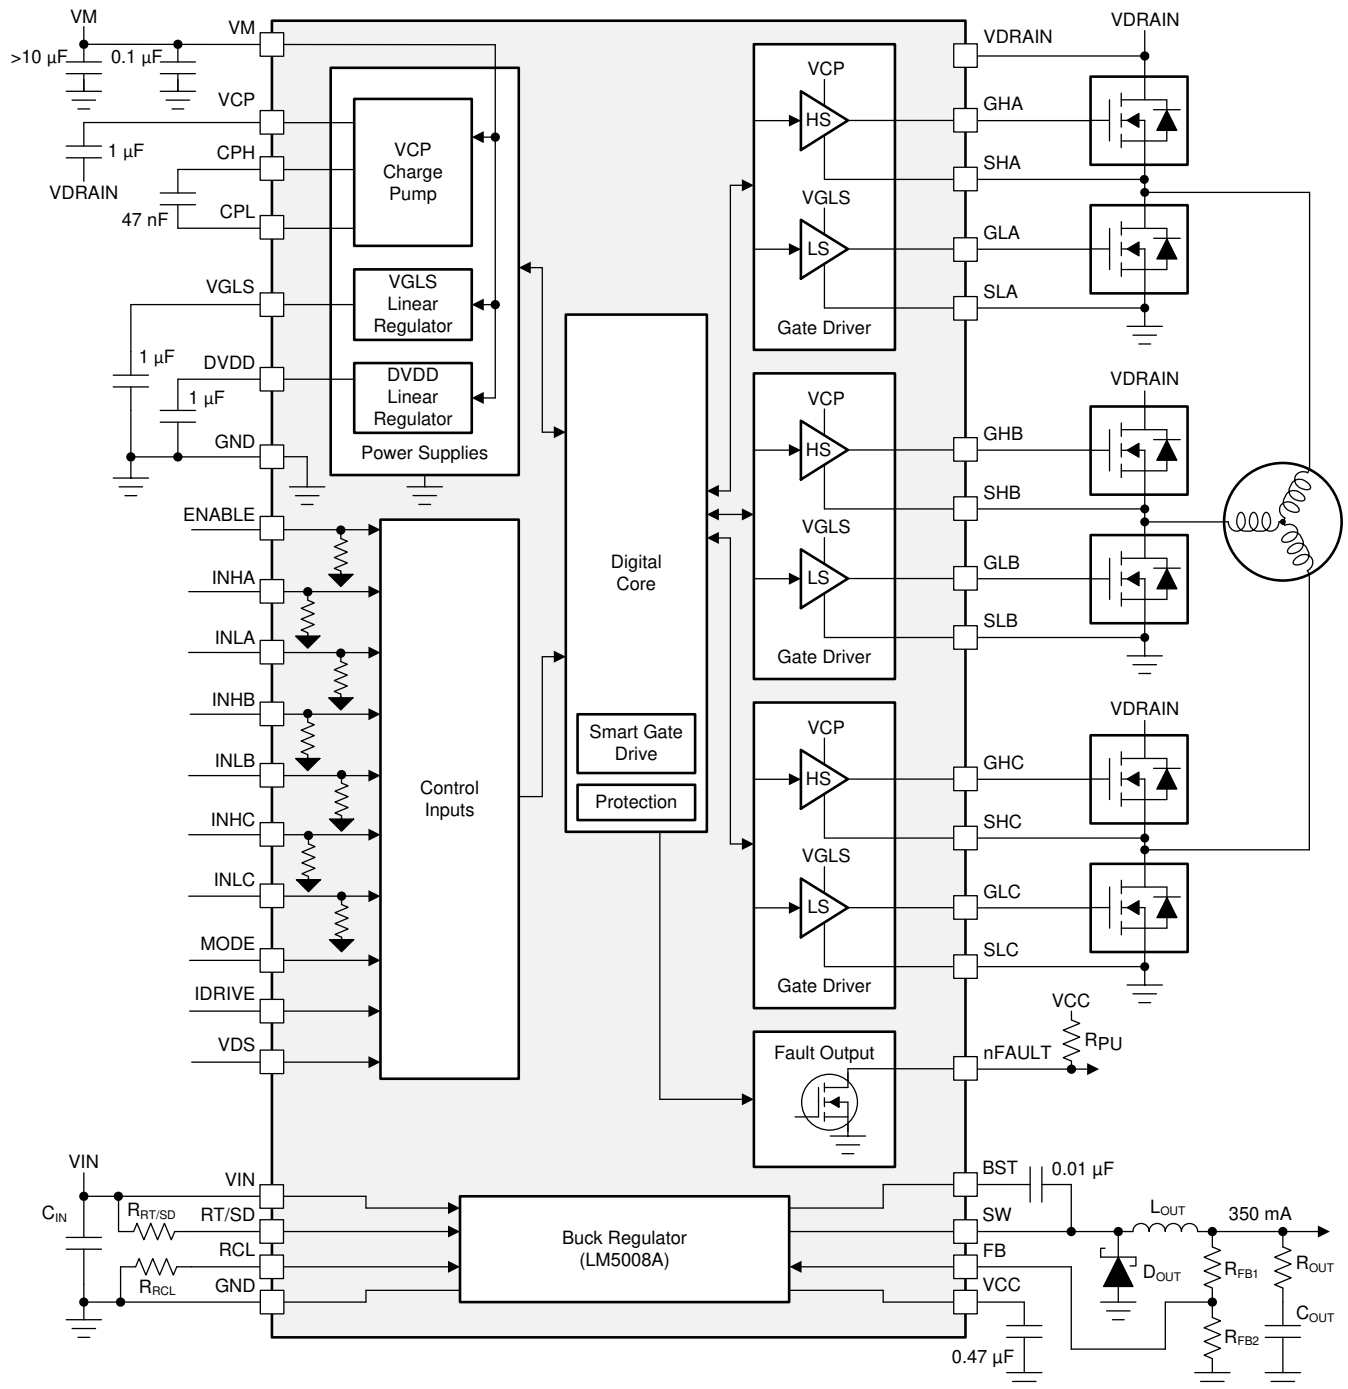 VM
>10 µF
0.1 µF
VM
VCP
1 µF
VDRAIN
CPH
47 nF
CPL
VGLS
1 µF
DVDD
1 µF
GND
VCP
Charge
Pump
VGLS
Linear
Regulator
DVDD
Linear
Regulator
Power Supplies
ENABLE
INHA
INLA
INHB
INLB
INHC
INLC
MODE
IDRIVE
VDS
Control
Inputs
Digital
Core
Smart Gate
Drive
Protection
VCP
HS
VGLS
LS
Gate Driver
VCP
HS
VGLS
LS
Gate Driver
VCP
HS
VGLS
LS
Gate Driver
Fault Output
VDRAIN
GHA
SHA
GLA
SLA
VDRAIN
GHB
SHB
GLB
SLB
VDRAIN
GHC
SHC
GLC
SLC
VDRAIN
VCC
RPU
nFAULT
VIN
CIN
RRT/SD
RRCL
VIN
RT/SD
RCL
GND
Buck Regulator
(LM5008A)
BST
0.01 µF
SW
FB
VCC
0.47 µF
LOUT
350 mA
DOUT
RFB1
ROUT
RFB2
COUT